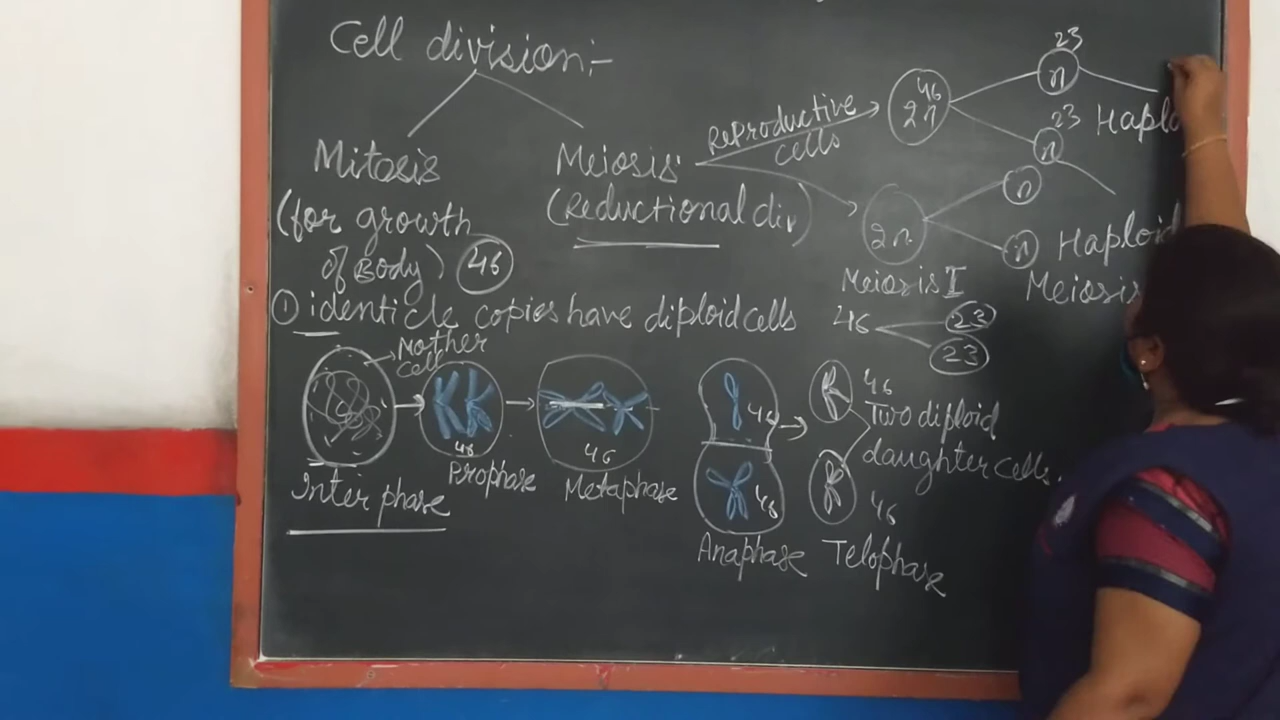 Cell division:-
Mitosis
(for growth
of Body) 46
Meiosis:
(Reductional div)
Reproductive
cells
46
2n
23
n
23
n
Haplo
2n
n
n
Haploid
Meiosis I
Meiosis
46
23
23
① identicle copies have diploid cells
Mother
cell
Inter phase
46
Prophase
46
Metaphase
46
46
Anaphase
46
Two diploid
daughter cells.
46
Telophase